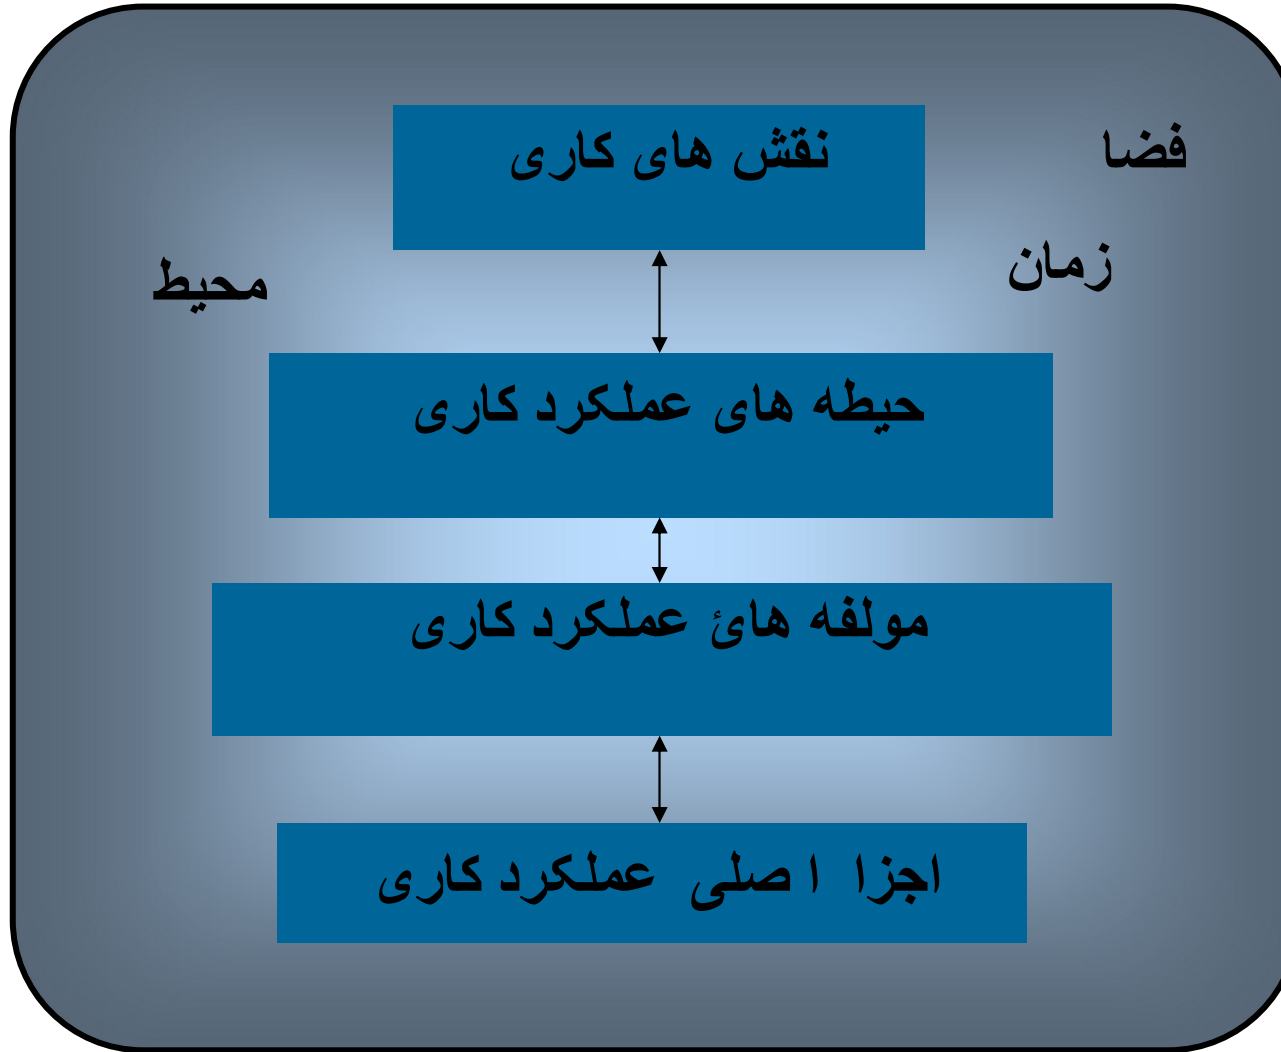 نقش های کاری
فضا
زمان
محیط
حیطه های عملکرد کاری
مولفه هائ عملکرد کاری
اجزا ا صلی عملکرد کاری